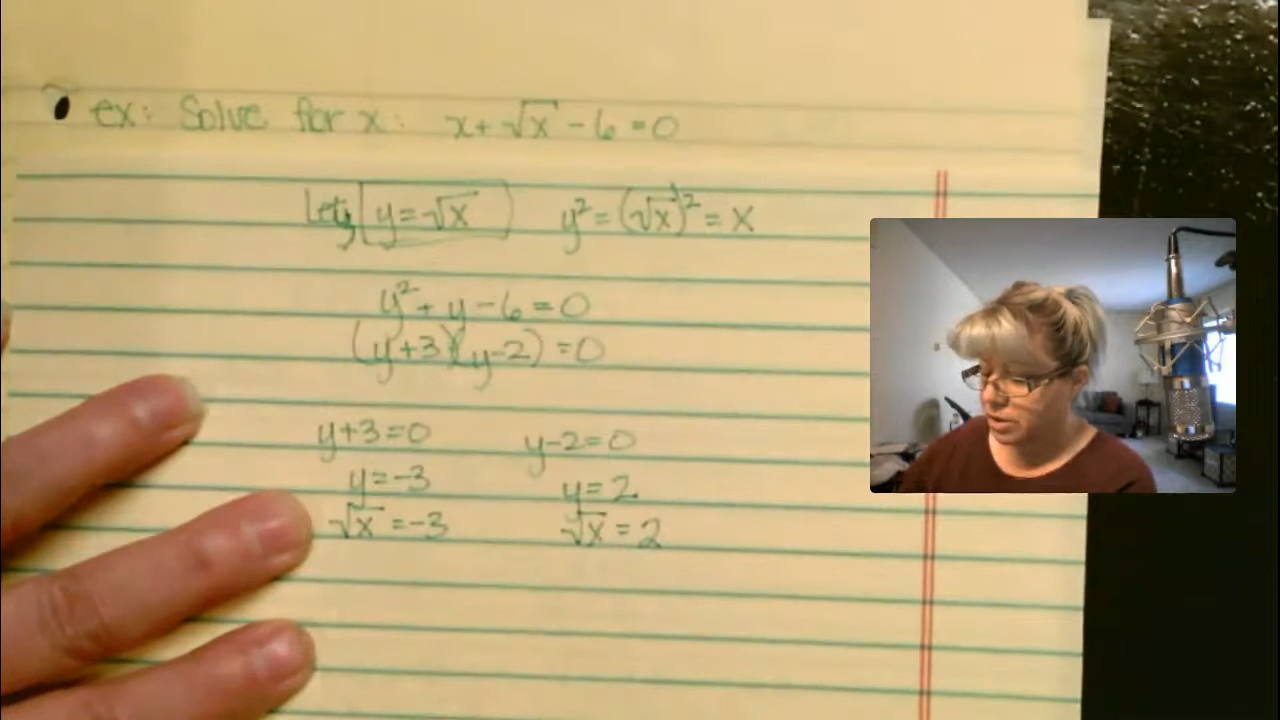 ex: Solve for x: x + √x - 6 = 0
Let y = √x y² = (√x)² = x
y² + y - 6 = 0
(y+3)(y-2) = 0
y+3=0 y-2=0
y=-3 y=2
√x = -3 √x = 2